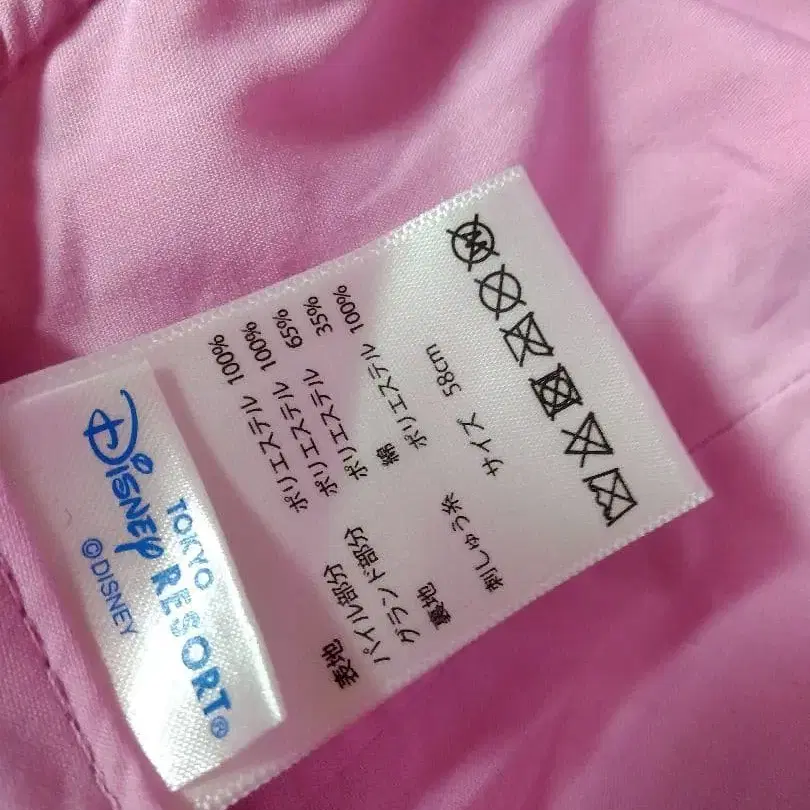 表地
パイル部分 ポリエステル 100%
グランド部分 ポリエステル 100%
裏地 ポリエステル 65%
綿 35%
刺しゅう糸 ポリエステル 100%
サイズ 58cm
W
TOKYO
DISNEY RESORT®
©DISNEY